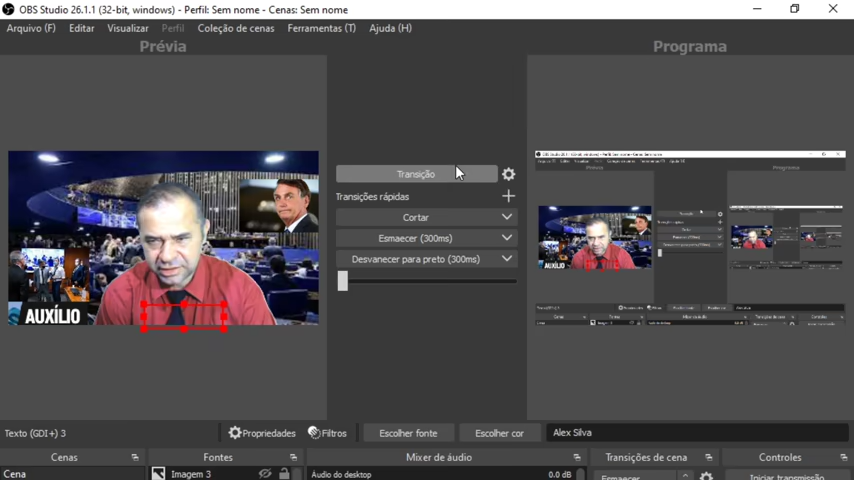 OBS Studio 26.1.1 (32-bit, windows) - Perfil: Sem nome - Cenas: Sem nome
Arquivo (F) Editar Visualizar Perfil Coleção de cenas Ferramentas (T) Ajuda (H)
Prévia
Programa
Transição
Transições rápidas
Cortar
Esmaecer (300ms)
Desvanecer para preto (300ms)
AUXÍLIO
Texto (GDI+) 3
Propriedades
Filtros
Escolher fonte
Escolher cor
Alex Silva
Cenas
Fontes
Mixer de áudio
Transições de cena
Controles
Cena
Imagem 3
Áudio do desktop
0.0 dB
Esmaecer
Iniciar transmissão